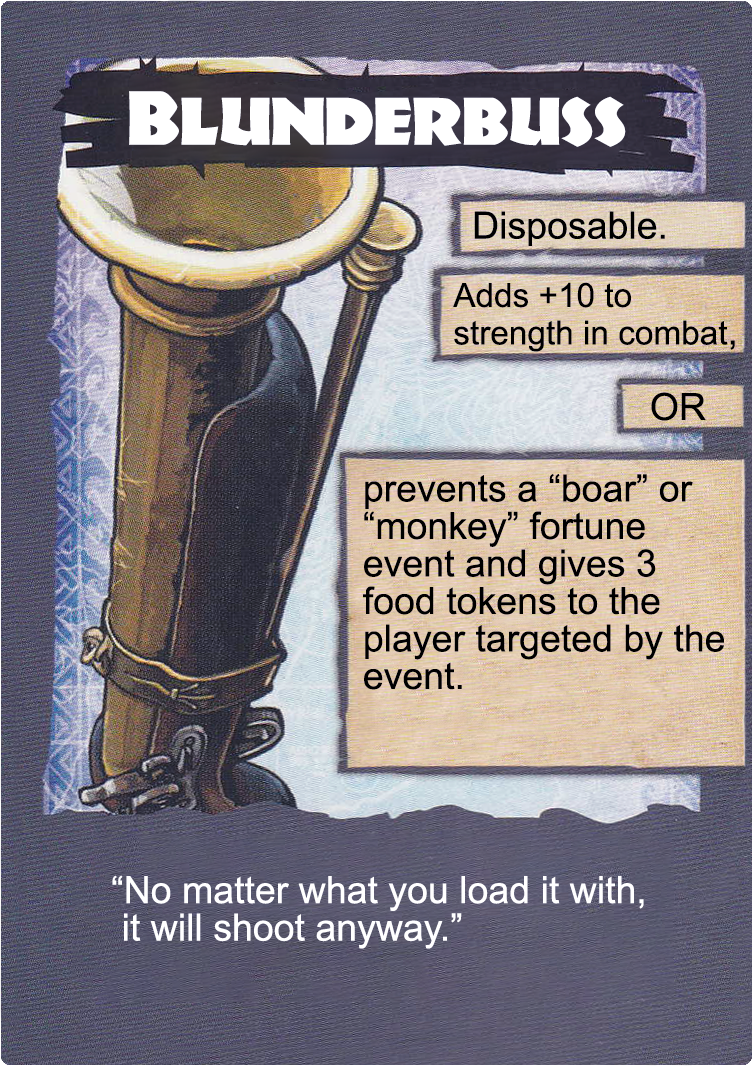 BLUNDERBUSS
Disposable.
Adds +10 to
strength in combat,
OR
prevents a “boar” or
“monkey” fortune
event and gives 3
food tokens to the
player targeted by the
event.
“No matter what you load it with,
it will shoot anyway.”